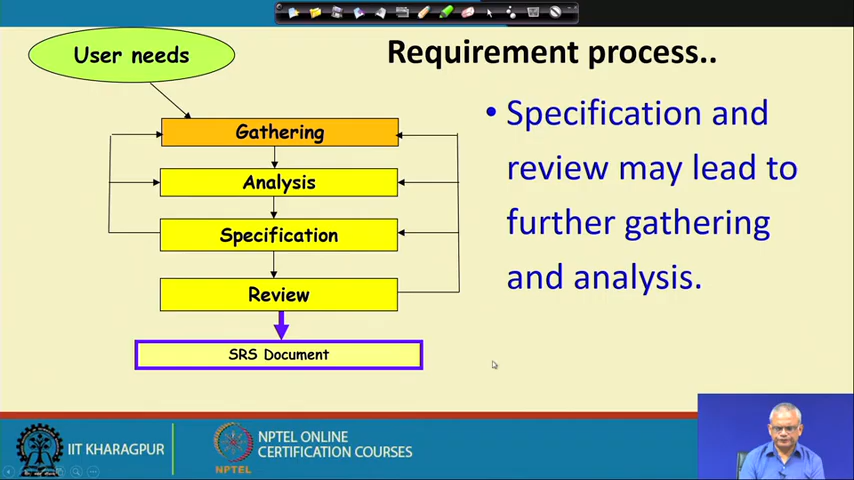 User needs
Requirement process..
Gathering
Analysis
Specification
Review
SRS Document
• Specification and
review may lead to
further gathering
and analysis.
IIT KHARAGPUR
NPTEL
NPTEL ONLINE
CERTIFICATION COURSES